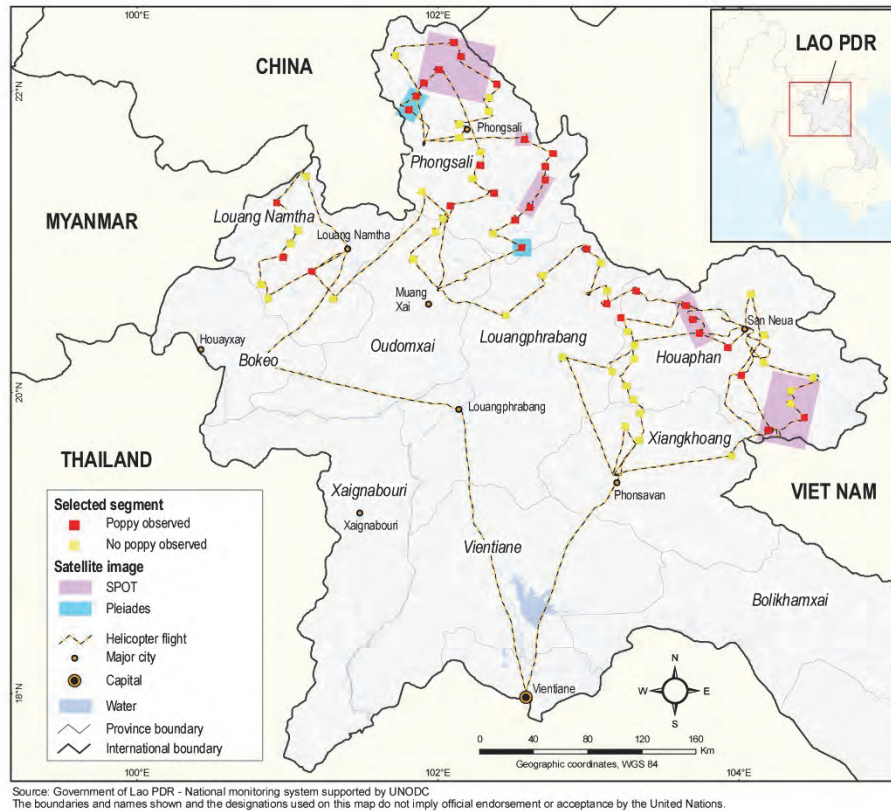 100°E
102°E
LAO PDR
CHINA
22°N
22°N
Phongsali
Phongsali
MYANMAR
Louang Namtha
Louang Namtha
Muang
Xai
San Neua
Houayxay
Louangphrabang
Houaphan
Oudomxai
Bokeo
20°N
20°N
Louangphrabang
Xiangkhoang
THAILAND
Xaignabouri
Phonsavan
VIET NAM
Xaignabouri
Vientiane
Bolikhamxai
Vientiane
Selected segment
Poppy observed
No poppy observed
Satellite image
SPOT
Pleiades
Helicopter flight
Major city
Capital
Water
Province boundary
International boundary
18°N
18°N
N
W E
S
0 40 80 120 160
Km
Geographic coordinates, WGS 84
100°E
102°E
104°E
Source: Government of Lao PDR - National monitoring system supported by UNODC
The boundaries and names shown and the designations used on this map do not imply official endorsement or acceptance by the United Nations.